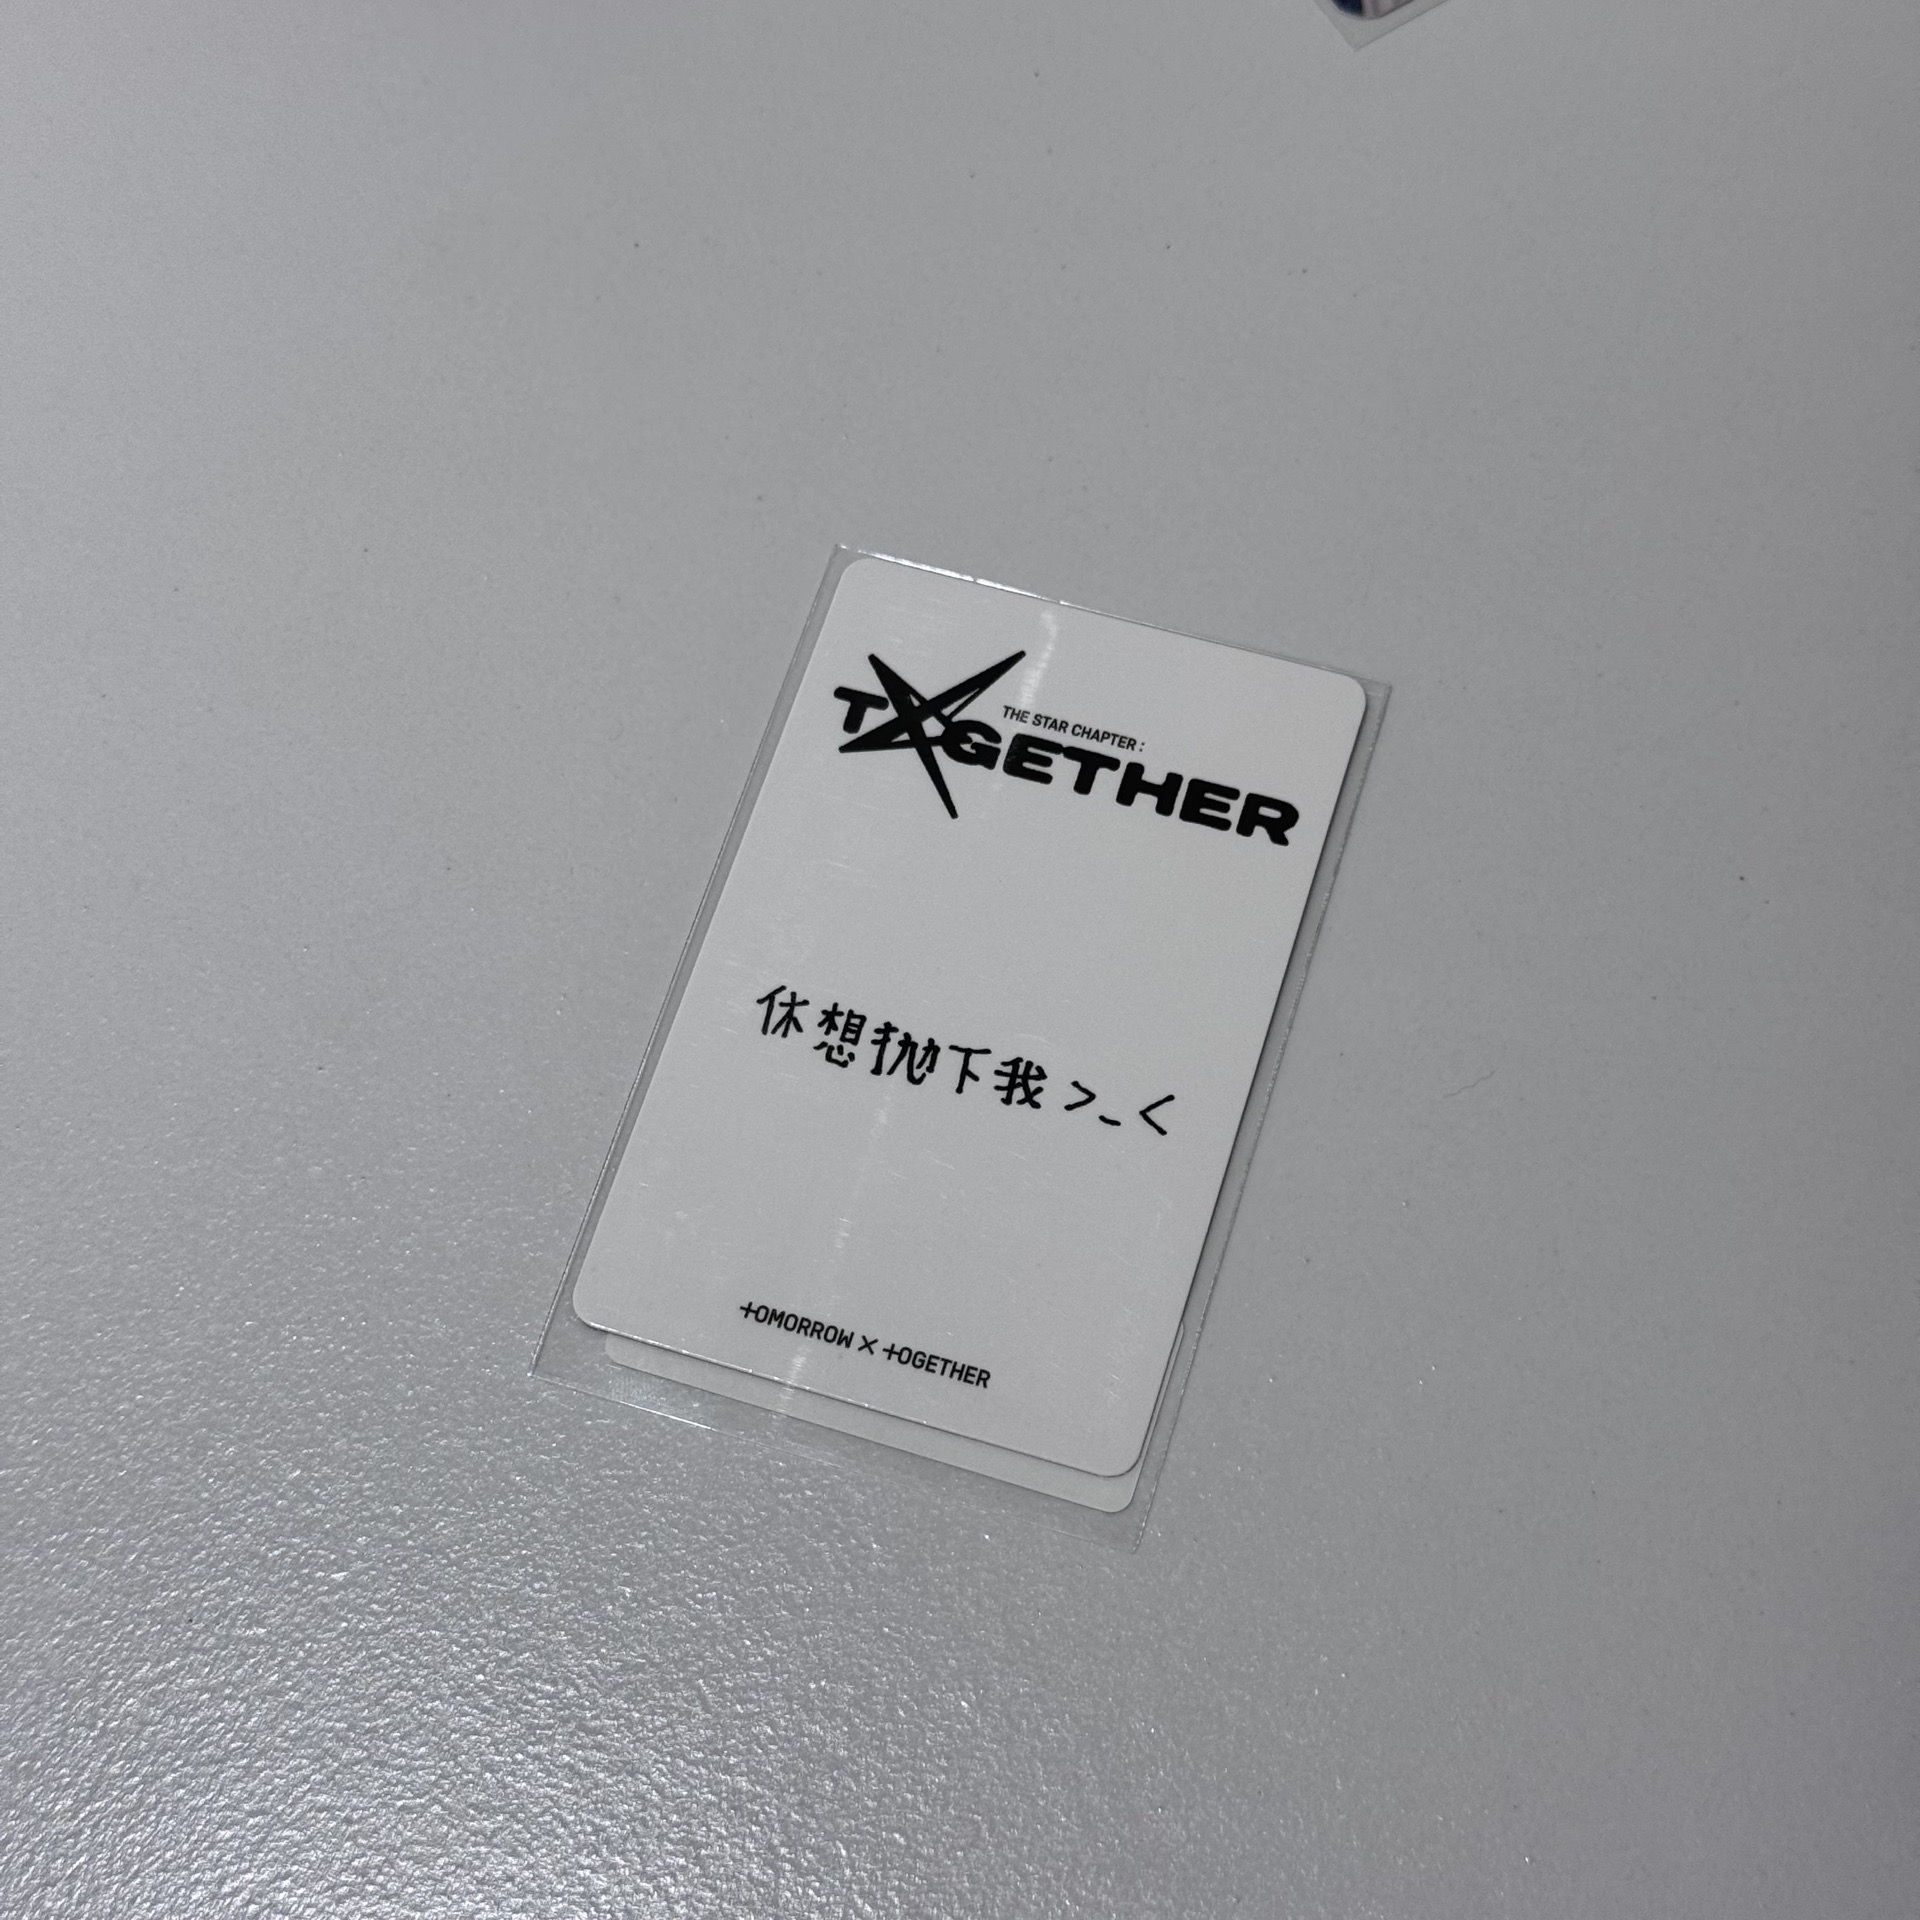 THE STAR CHAPTER :
TOGETHER
休想抛下我 >_<
TOMORROW X TOGETHER